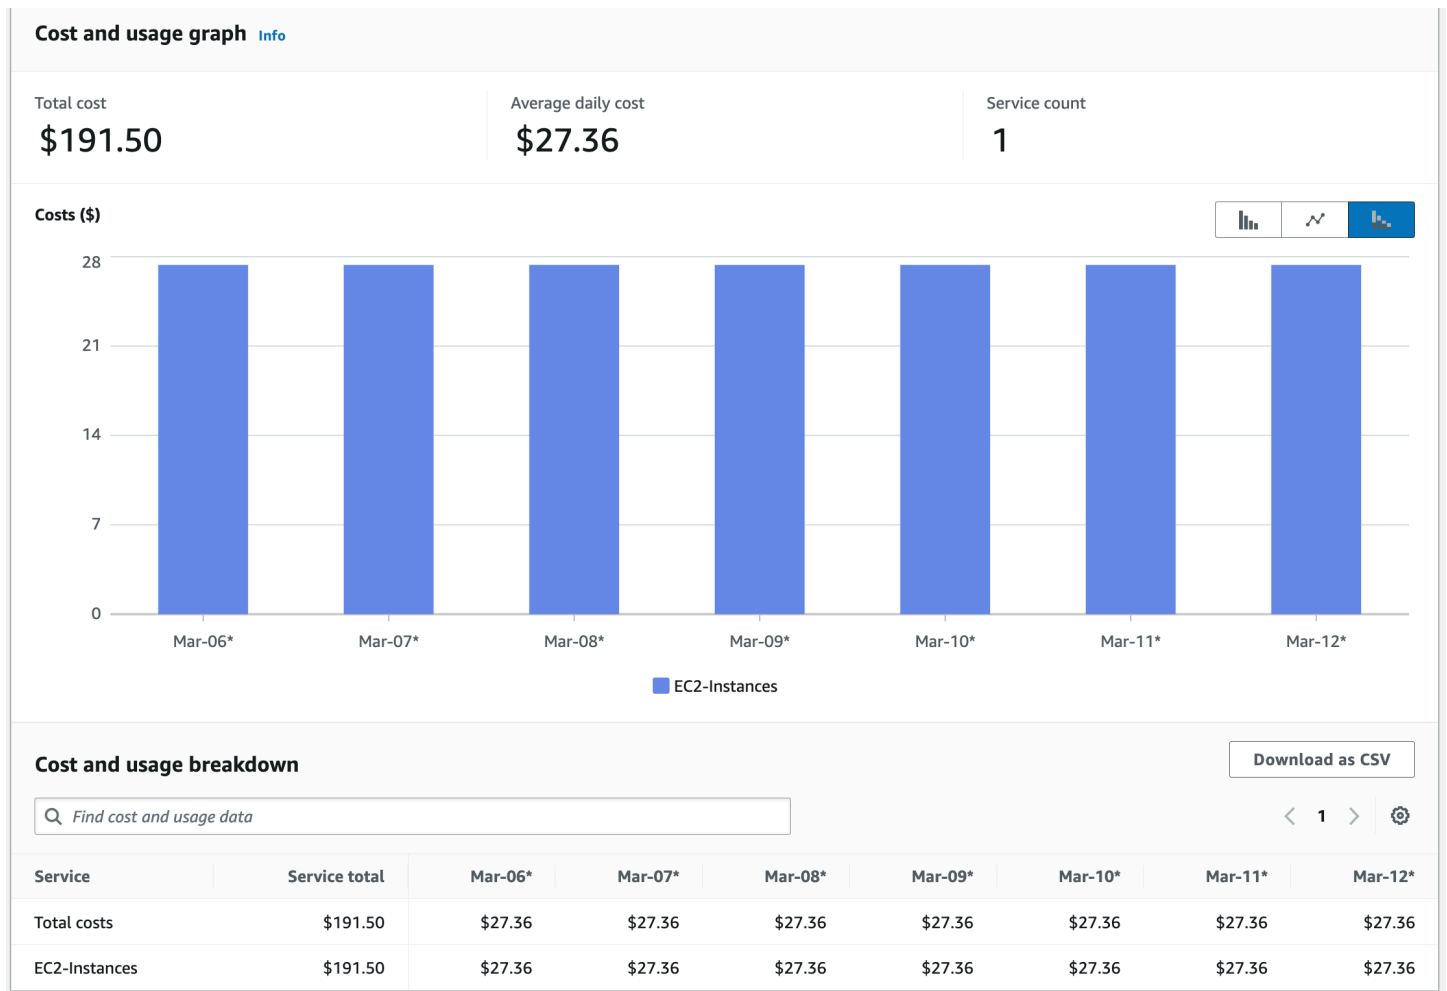 Cost and usage graph Info
Total cost
$191.50
Average daily cost
$27.36
Service count
1
Costs ($)
28
21
14
7
0
Mar-06* Mar-07* Mar-08* Mar-09* Mar-10* Mar-11* Mar-12*
EC2-Instances
Cost and usage breakdown
Download as CSV
Find cost and usage data
1
Service Service total Mar-06* Mar-07* Mar-08* Mar-09* Mar-10* Mar-11* Mar-12*
Total costs $191.50 $27.36 $27.36 $27.36 $27.36 $27.36 $27.36 $27.36
EC2-Instances $191.50 $27.36 $27.36 $27.36 $27.36 $27.36 $27.36 $27.36